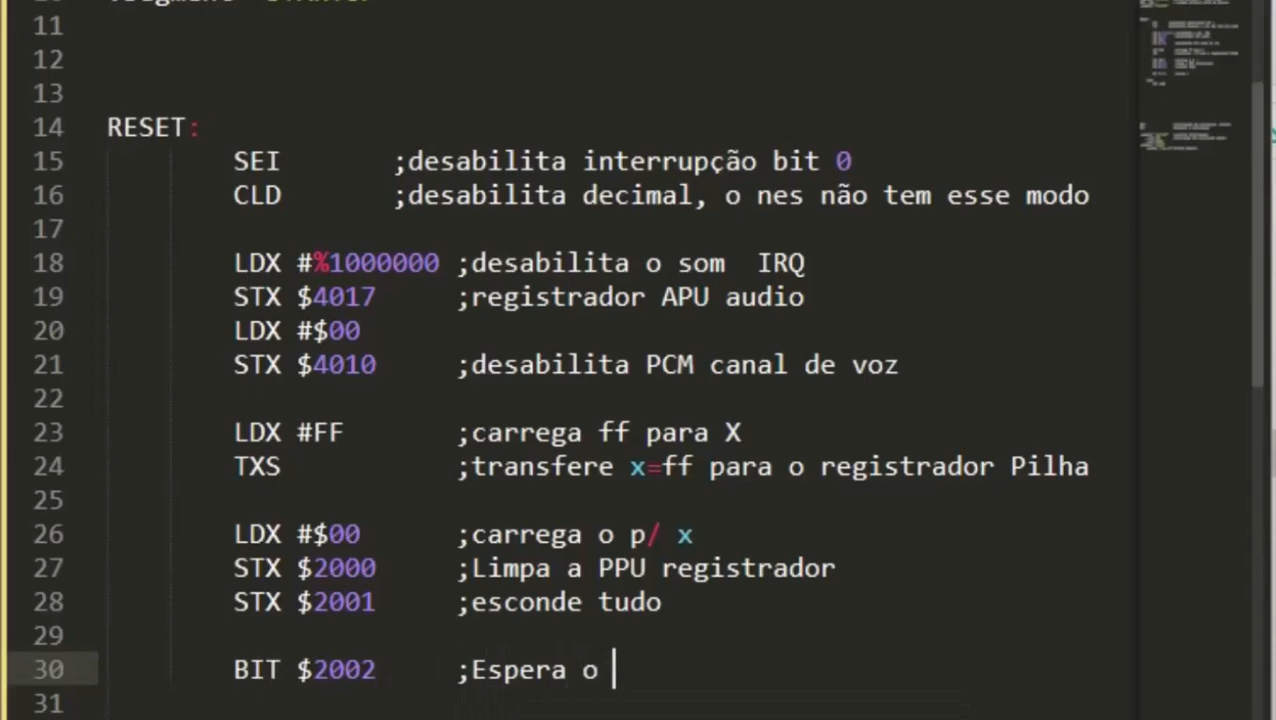 11
12
13
14 RESET:
15 SEI ;desabilita interrupção bit 0
16 CLD ;desabilita decimal, o nes não tem esse modo
17
18 LDX #%1000000 ;desabilita o som  IRQ
19 STX $4017 ;registrador APU audio
20 LDX #$00
21 STX $4010 ;desabilita PCM canal de voz
22
23 LDX #FF ;carrega ff para X
24 TXS ;transfere x=ff para o registrador Pilha
25
26 LDX #$00 ;carrega o p/ x
27 STX $2000 ;Limpa a PPU registrador
28 STX $2001 ;esconde tudo
29
30 BIT $2002 ;Espera o
31